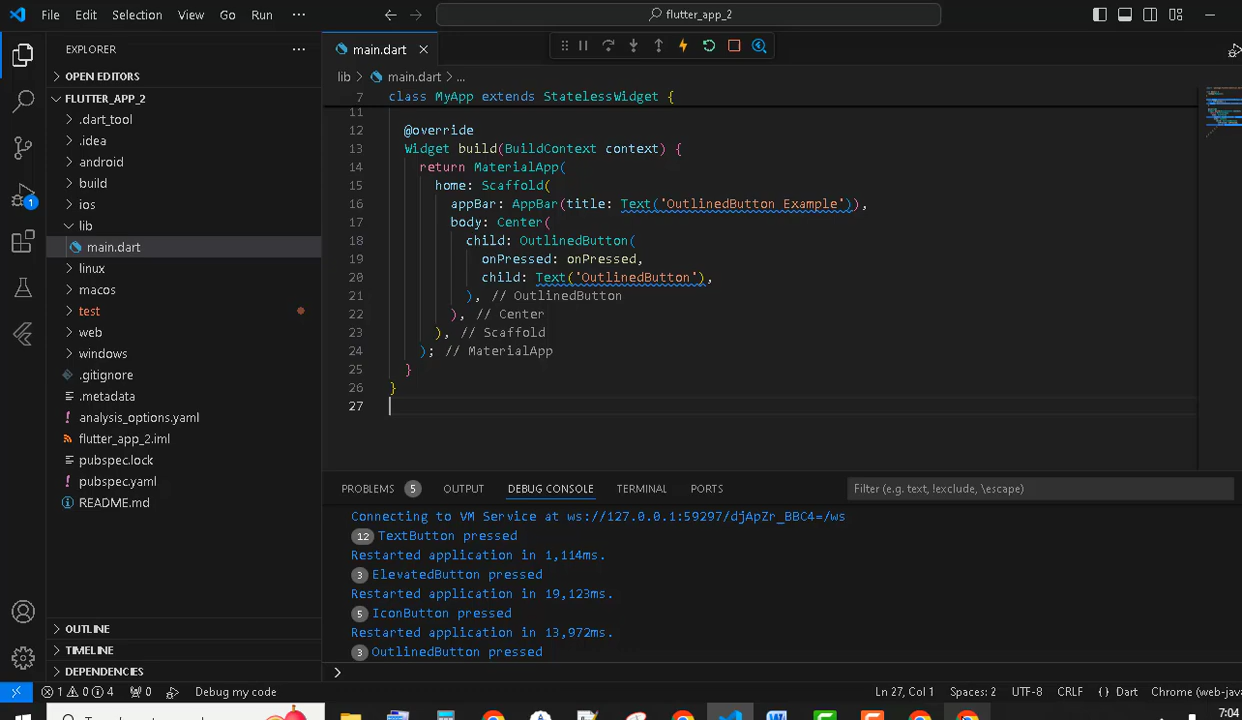 File Edit Selection View Go Run ···
flutter_app_2
EXPLORER ···
main.dart
OPEN EDITORS
lib > main.dart > ...
FLUTTER_APP_2
7 class MyApp extends StatelessWidget {
.dart_tool
11
.idea
12 @override
android
13 Widget build(BuildContext context) {
build
14 return MaterialApp(
ios
15 home: Scaffold(
lib
16 appBar: AppBar(title: Text('OutlinedButton Example')),
main.dart
17 body: Center(
linux
18 child: OutlinedButton(
macos
19 onPressed: onPressed,
test
20 child: Text('OutlinedButton'),
web
21 ), // OutlinedButton
windows
22 ), // Center
.gitignore
23 ), // Scaffold
.metadata
24 ); // MaterialApp
analysis_options.yaml
25 }
flutter_app_2.iml
26 }
pubspec.lock
27
pubspec.yaml
README.md
PROBLEMS 5 OUTPUT DEBUG CONSOLE TERMINAL PORTS Filter (e.g. text, !exclude, \escape)
Connecting to VM Service at ws://127.0.0.1:59297/djApZr_BBC4=/ws
12 TextButton pressed
Restarted application in 1,114ms.
3 ElevatedButton pressed
Restarted application in 19,123ms.
5 IconButton pressed
Restarted application in 13,972ms.
3 OutlinedButton pressed
OUTLINE
TIMELINE
DEPENDENCIES
1
1 0 4 0 Debug my code Ln 27, Col 1 Spaces: 2 UTF-8 CRLF { } Dart Chrome (web-jav
7:04